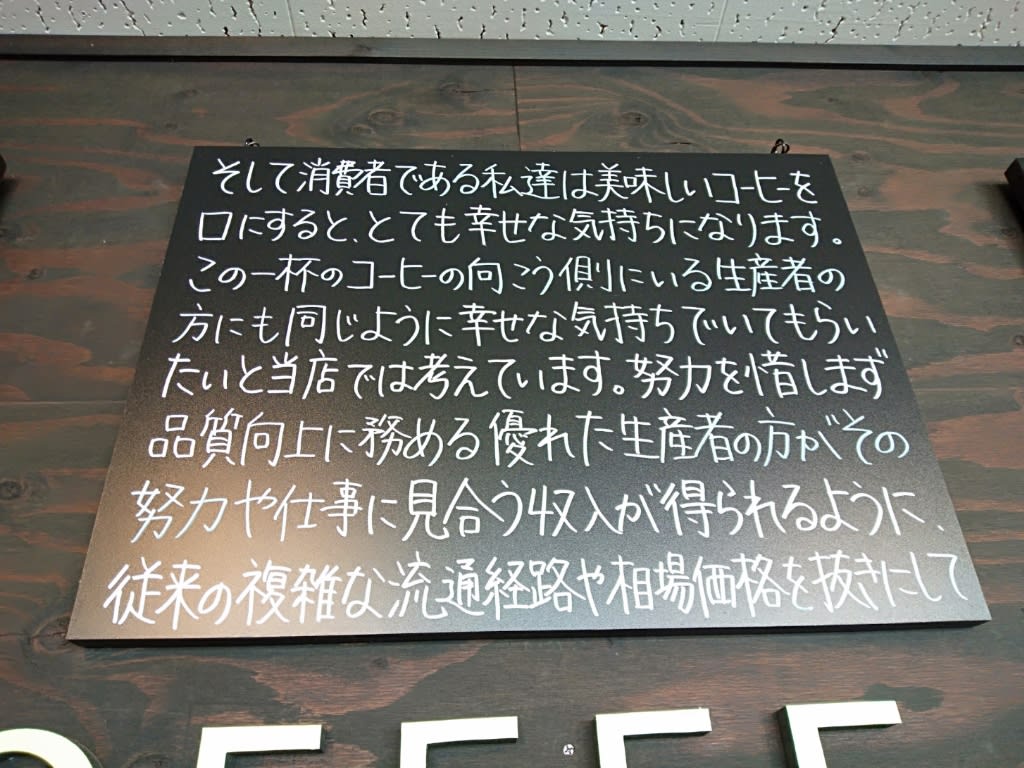 そして消費者である私達は美味しいコーヒーを
口にすると、とても幸せな気持ちになります。
この一杯のコーヒーの向こう側にいる生産者の
方にも同じように幸せな気持ちでいてもらい
たいと当店では考えています。努力を惜しまず
品質向上に務める優れた生産者の方がその
努力や仕事に見合う収入が得られるように、
従来の複雑な流通経路や相場価格を抜きにして
OFFEE